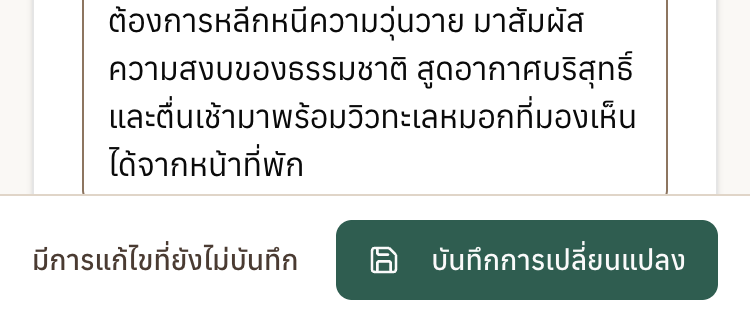 ต้องการหลีกหนีความวุ่นวาย มาสัมผัส
ความสงบของธรรมชาติ สูดอากาศบริสุทธิ์
และตื่นเช้ามาพร้อมวิวทะเลหมอกที่มองเห็น
ได้จากหน้าที่พัก
มีการแก้ไขที่ยังไม่บันทึก
บันทึกการเปลี่ยนแปลง